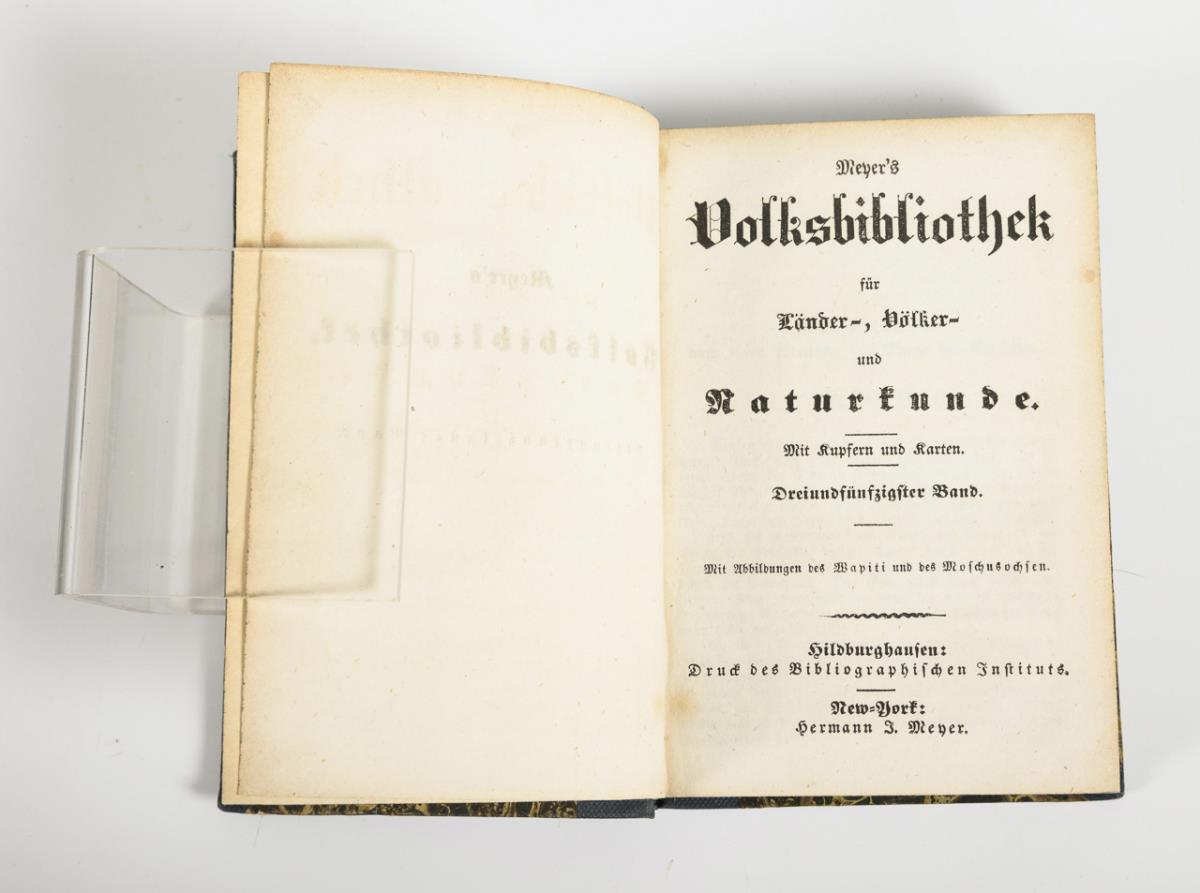 Meyer's
Volksbibliothek
für
Länder-, Völker-
und
Naturkunde.
Mit Kupfern und Karten.
Dreiundfünfzigster Band.
Mit Abbildungen des Wapiti und des Moschusochsen.
Hildburghausen:
Druck des Bibliographischen Instituts.
New-York:
Hermann J. Meyer.